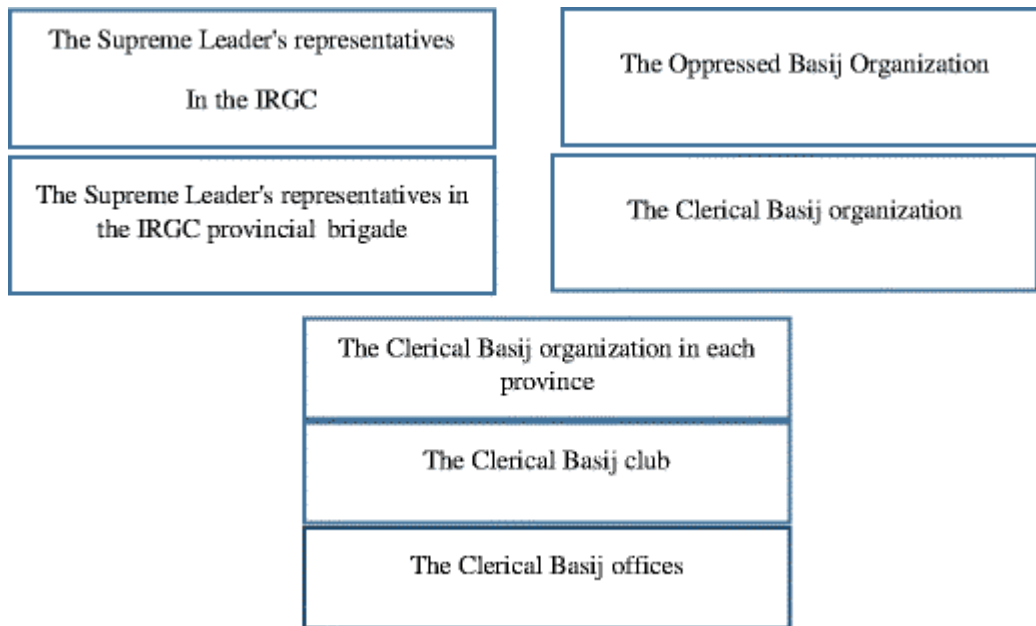 The Supreme Leader's representatives
In the IRGC
The Oppressed Basij Organization
The Supreme Leader's representatives in
the IRGC provincial brigade
The Clerical Basij organization
The Clerical Basij organization in each
province
The Clerical Basij club
The Clerical Basij offices